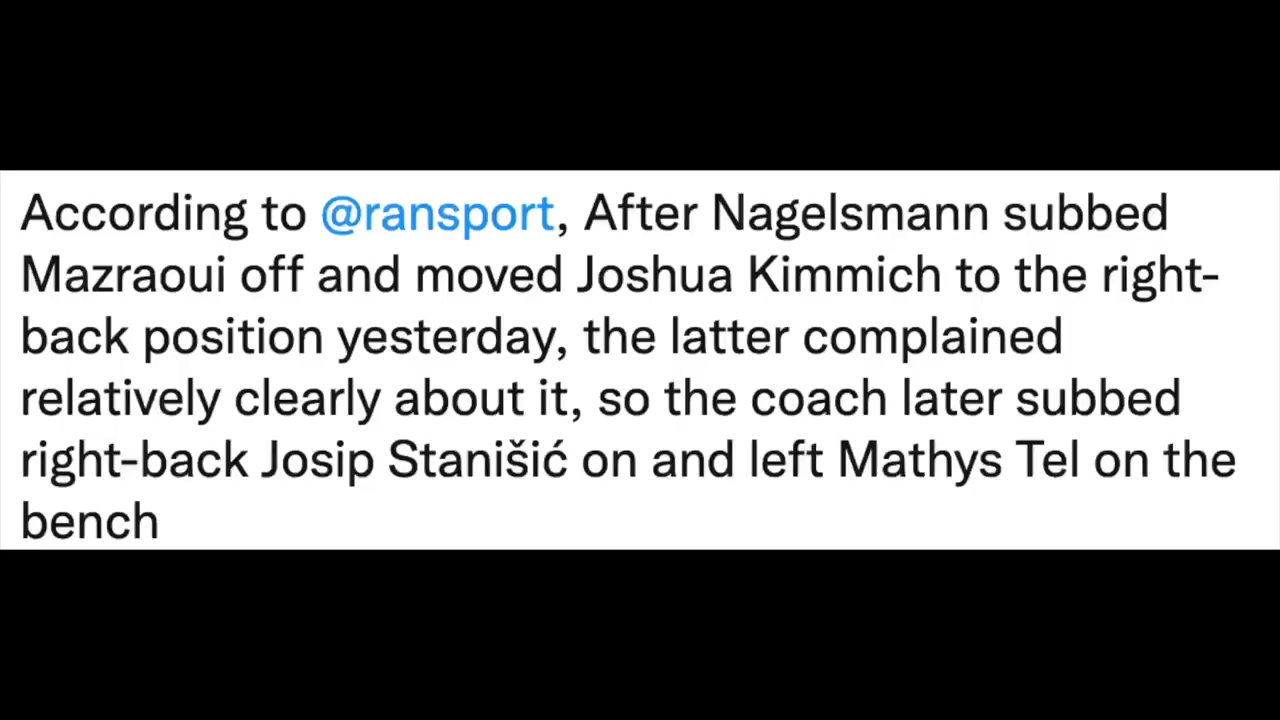 According to @ransport, After Nagelsmann subbed
Mazraoui off and moved Joshua Kimmich to the right-
back position yesterday, the latter complained
relatively clearly about it, so the coach later subbed
right-back Josip Stanišić on and left Mathys Tel on the
bench